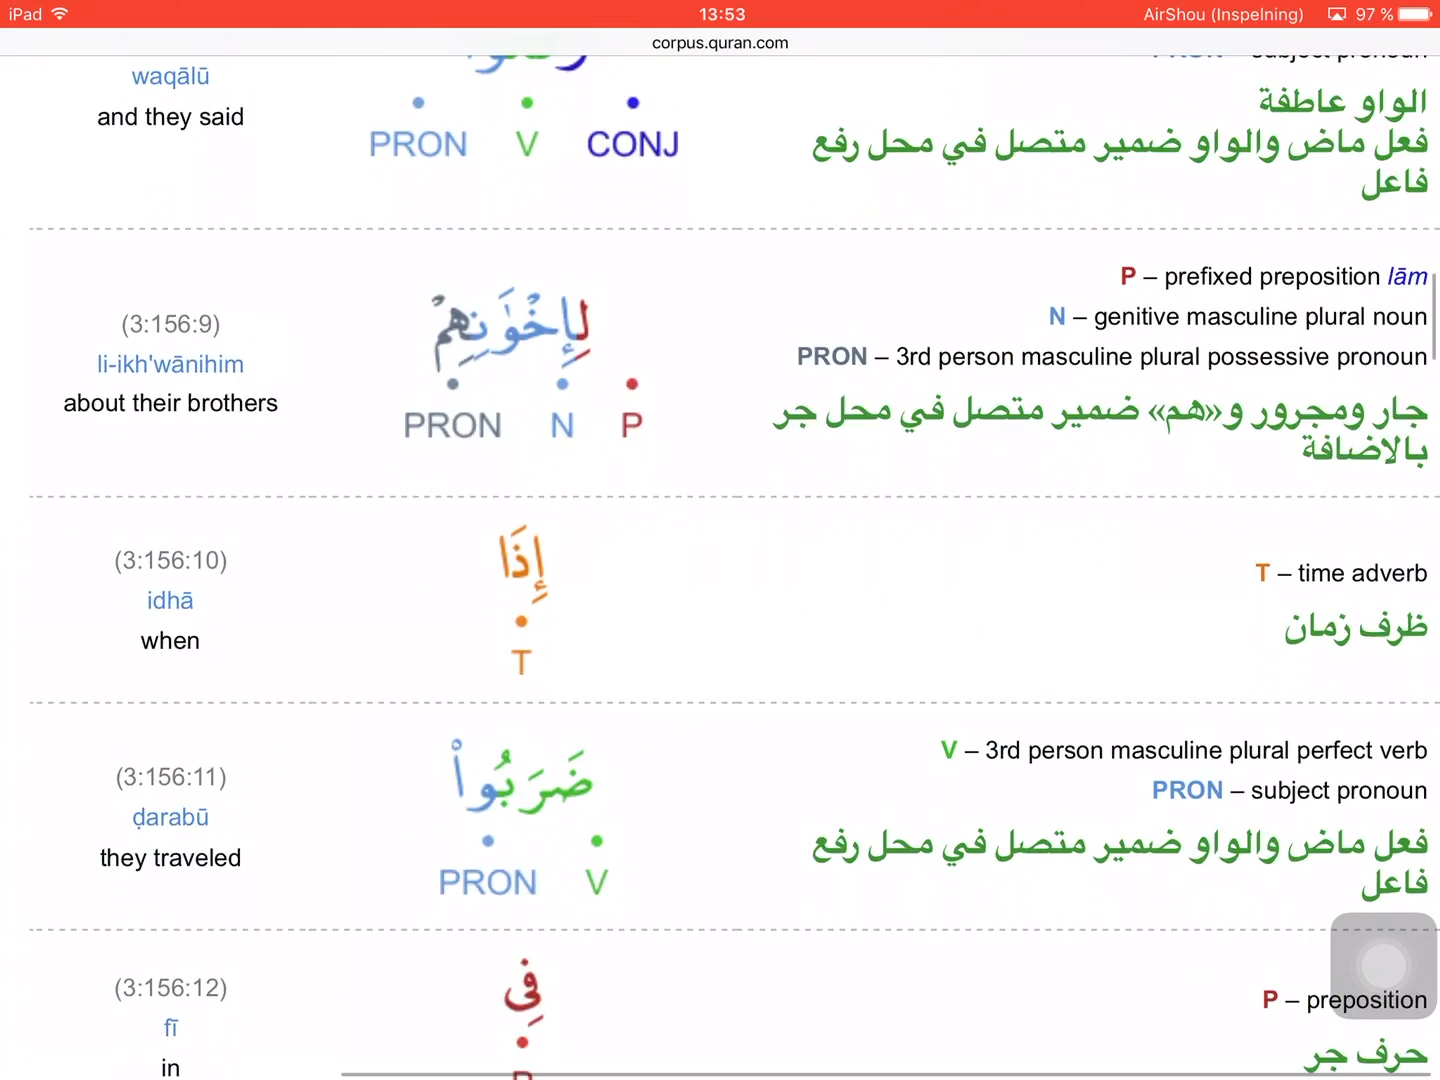 iPad
13:53
AirShou (Inspelning)
97 %
corpus.quran.com
waqālū
and they said
PRON V CONJ
subject pronoun
الواو عاطفة
فعل ماض والواو ضمير متصل في محل رفع
فاعل
(3:156:9)
li-ikh'wānihim
about their brothers
لِإِخْوَٰنِهِمْ
PRON N P
P – prefixed preposition lām
N – genitive masculine plural noun
PRON – 3rd person masculine plural possessive pronoun
جار ومجرور و«هم» ضمير متصل في محل جر
بالاضافة
(3:156:10)
idhā
when
إِذَا
T
T – time adverb
ظرف زمان
(3:156:11)
ḍarabū
they traveled
ضَرَبُوا۟
PRON V
V – 3rd person masculine plural perfect verb
PRON – subject pronoun
فعل ماض والواو ضمير متصل في محل رفع
فاعل
(3:156:12)
fī
in
فِى
P – preposition
حرف جر